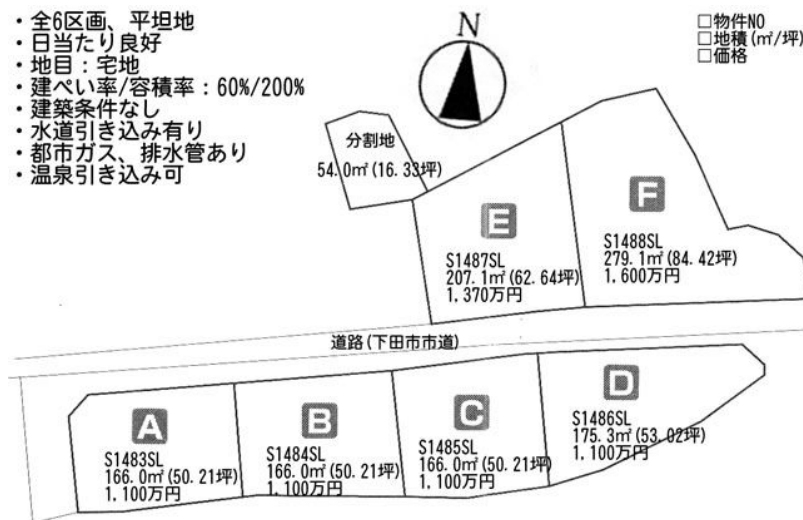 ・全6区画、平坦地
・日当たり良好
・地目：宅地
・建ぺい率/容積率：60%/200%
・建築条件なし
・水道引き込み有り
・都市ガス、排水管あり
・温泉引き込み可
N
□物件NO
□地積(㎡/坪)
□価格
分割地
54.0㎡(16.33坪)
E
S1487SL
207.1㎡(62.64坪)
1,370万円
F
S1488SL
279.1㎡(84.42坪)
1,600万円
道路(下田市市道)
A
S1483SL
166.0㎡(50.21坪)
1,100万円
B
S1484SL
166.0㎡(50.21坪)
1,100万円
C
S1485SL
166.0㎡(50.21坪)
1,100万円
D
S1486SL
175.3㎡(53.02坪)
1,100万円